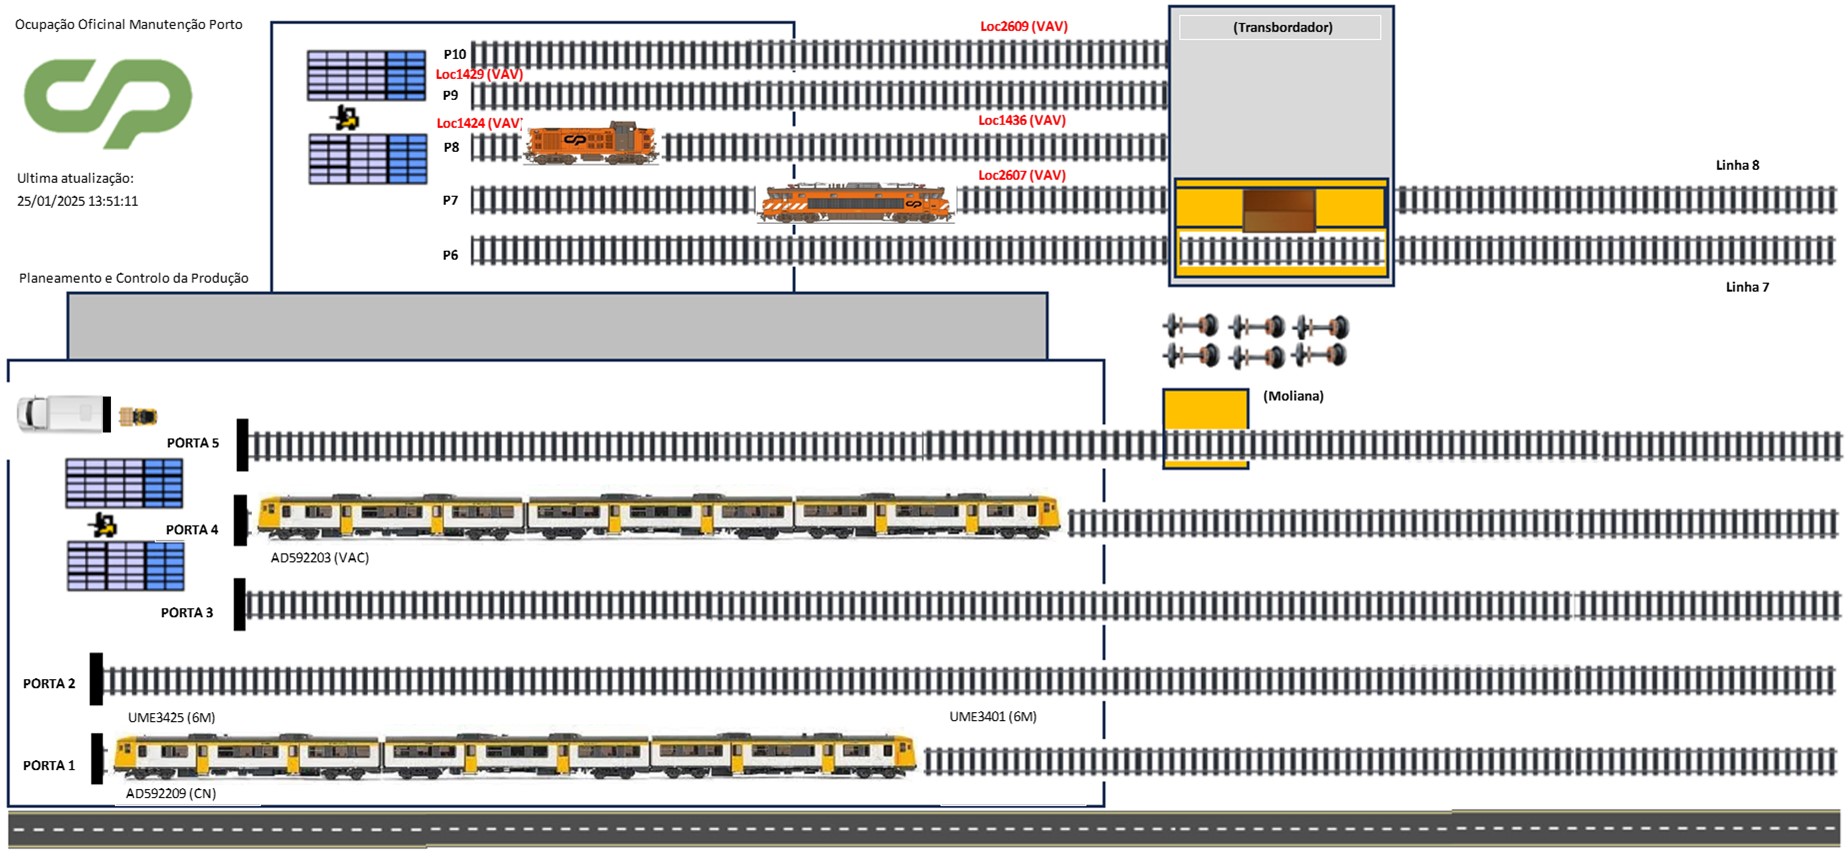 Ocupação Oficinal Manutenção Porto
cp
Ultima atualização:
25/01/2025 13:51:11
Planeamento e Controlo da Produção
Loc2609 (VAV)
P10
Loc1429 (VAV)
P9
Loc1424 (VAV)
Loc1436 (VAV)
P8
Loc2607 (VAV)
P7
P6
(Transbordador)
Linha 8
Linha 7
(Moliana)
PORTA 5
PORTA 4
AD592203 (VAC)
PORTA 3
PORTA 2
UME3425 (6M)
UME3401 (6M)
PORTA 1
AD592209 (CN)